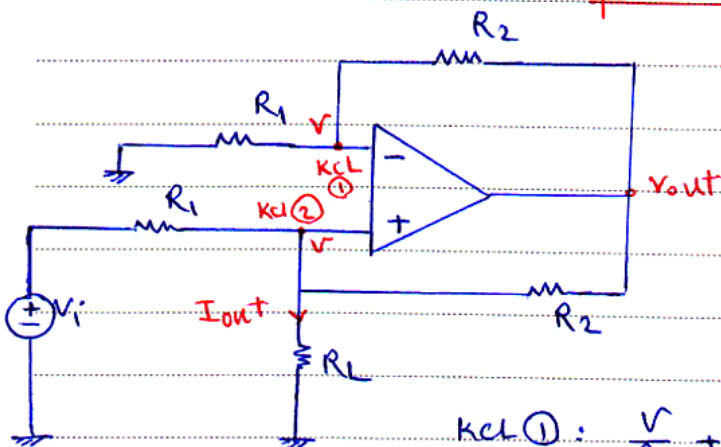 R2
R1
V
KCL
①
vout
R1
KCl ②
V
Vi
Iout
R2
RL
KCL ①: V